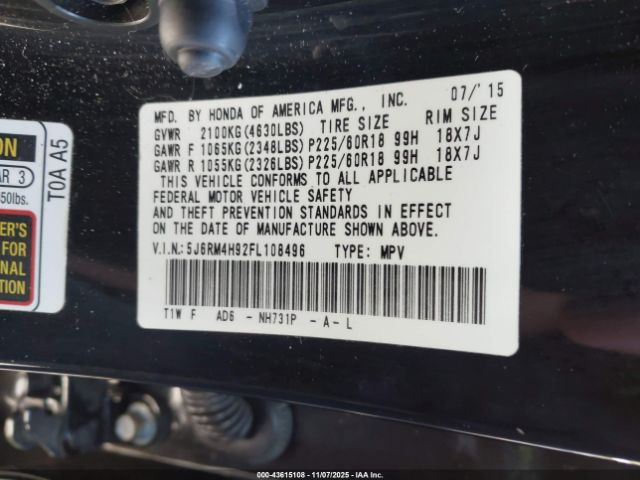 MFD. BY HONDA OF AMERICA MFG., INC. 07/'15
GVWR 2100KG(4630LBS) TIRE SIZE RIM SIZE
GAWR F 1065KG(2348LBS) P225/60R18 99H 18X7J
GAWR R 1055KG(2326LBS) P225/60R18 99H 18X7J
THIS VEHICLE CONFORMS TO ALL APPLICABLE
FEDERAL MOTOR VEHICLE SAFETY
AND THEFT PREVENTION STANDARDS IN EFFECT
ON THE DATE OF MANUFACTURE SHOWN ABOVE.
V.I.N.: 5J6RM4H92FL108496 TYPE: MPV
T1W F AD6 - NH731P - A - L
ON
AR 3
50lbs.
ER'S
FOR
NAL
TION
T0A A5
000-43615108 - 11/07/2025 - IAA Inc.